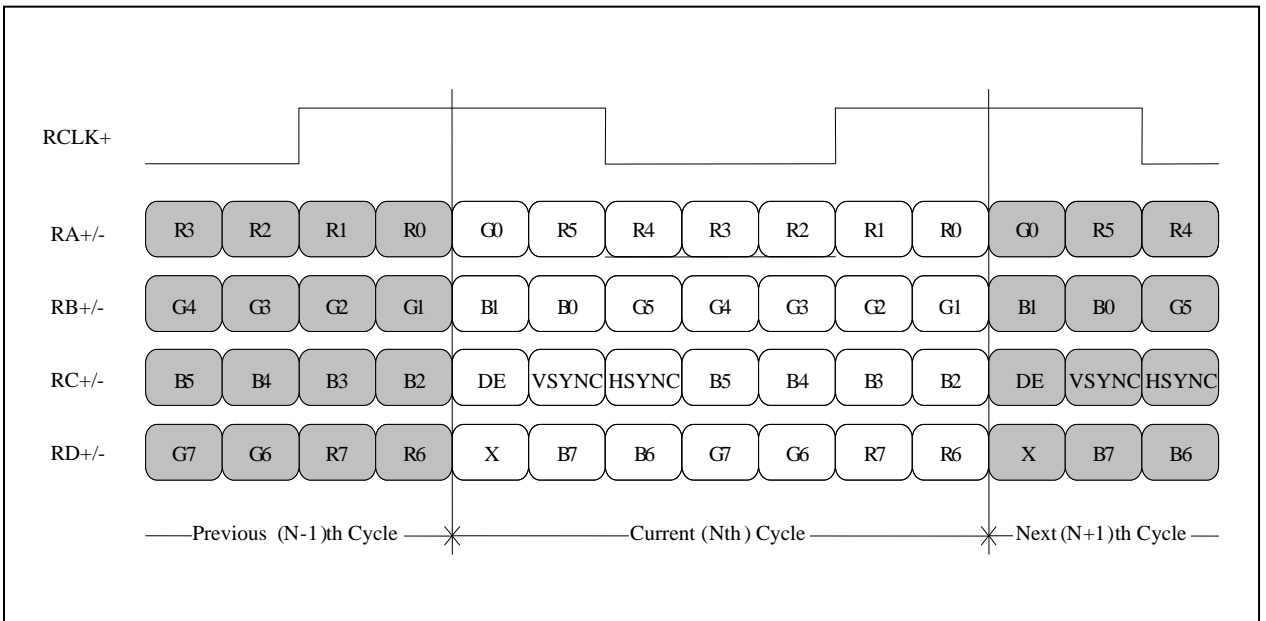 RCLK+
RA+/- R3 R2 R1 R0 G0 R5 R4 R3 R2 R1 R0 G0 R5 R4
RB+/- G4 G3 G2 G1 B1 B0 G5 G4 G3 G2 G1 B1 B0 G5
RC+/- B5 B4 B3 B2 DE VSYNC HSYNC B5 B4 B3 B2 DE VSYNC HSYNC
RD+/- G7 G6 R7 R6 X B7 B6 G7 G6 R7 R6 X B7 B6
Previous (N-1)th Cycle Current (Nth) Cycle Next (N+1)th Cycle